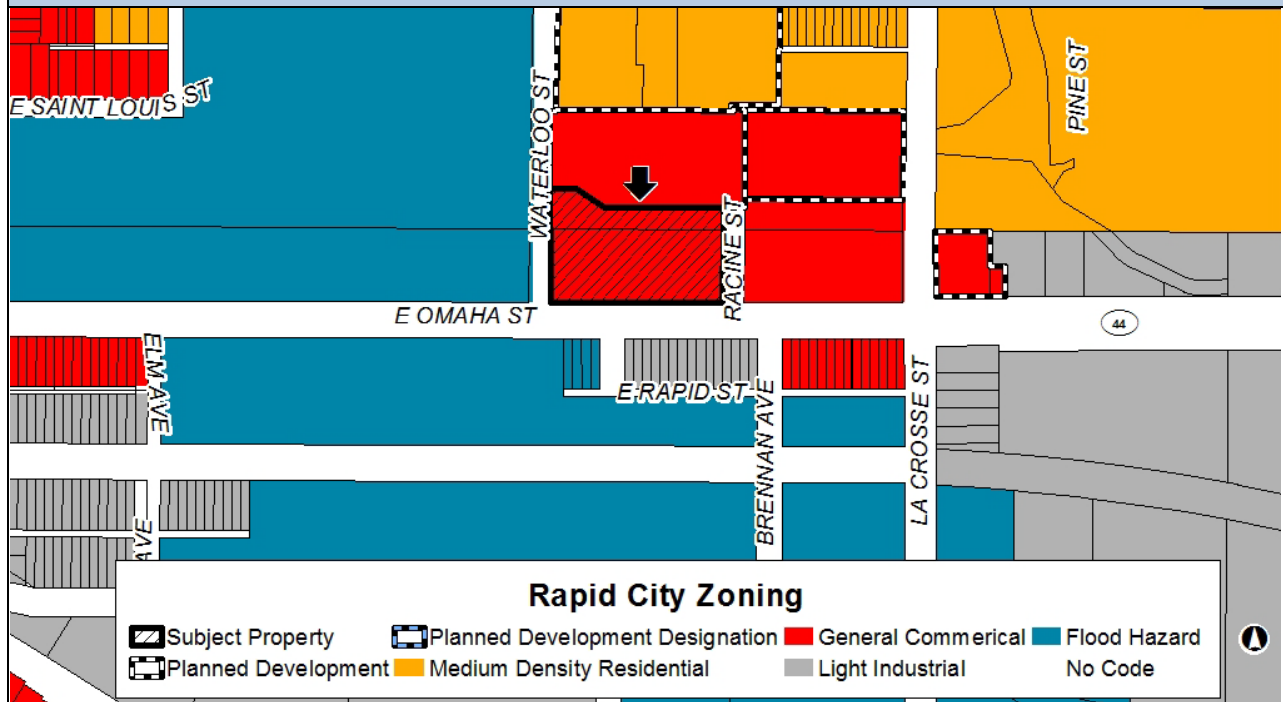 E SAINT LOUIS ST
WATERLOO ST
PINE ST
RACINE ST
E OMAHA ST
44
ELM AVE
E RAPID ST
BRENNAN AVE
LA CROSSE ST
AVE
Rapid City Zoning
Subject Property Planned Development Designation General Commerical Flood Hazard
Planned Development Medium Density Residential Light Industrial No Code